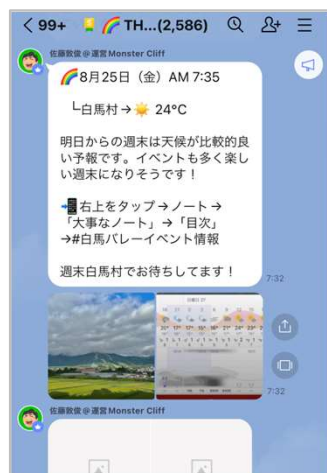 99+ TH...(2,586)
佐藤敦俊@運営Monster Cliff
8月25日（金）AM 7:35
└白馬村→☀️ 24°C
明日からの週末は天候が比較的良
い予報です。イベントも多く楽し
い週末になりそうです！
📲右上をタップ→ノート→
「大事なノート」→「目次」
→#白馬バレーイベント情報
週末白馬村でお待ちしてます！
7:32
7:32
佐藤敦俊@運営Monster Cliff